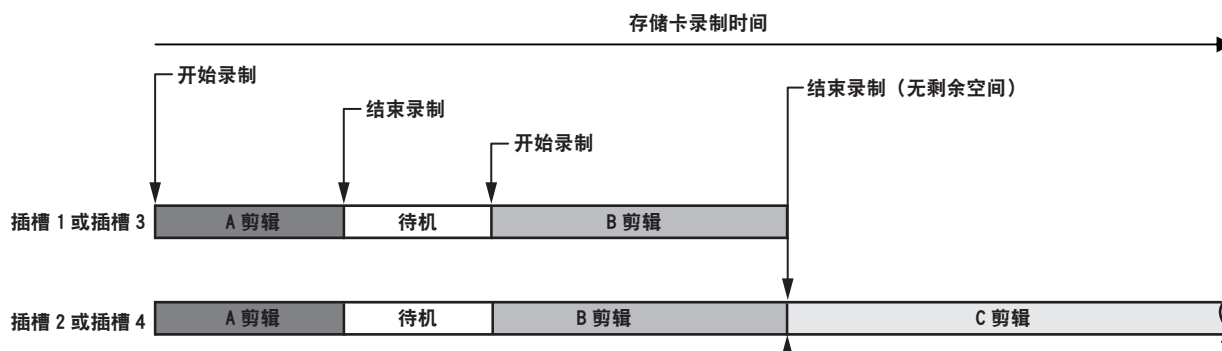 存储卡录制时间
开始录制
结束录制
开始录制
结束录制（无剩余空间）
插槽 1 或插槽 3
A 剪辑
待机
B 剪辑
插槽 2 或插槽 4
A 剪辑
待机
B 剪辑
C 剪辑